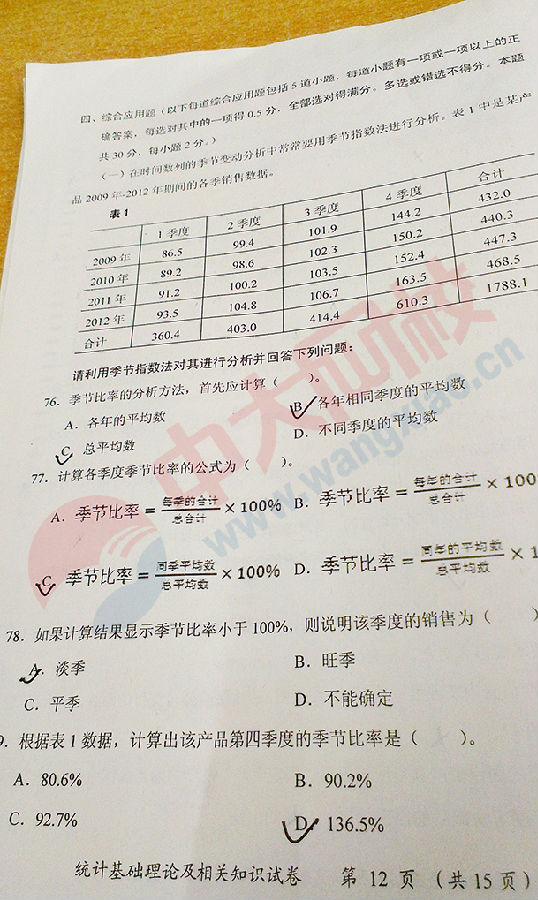 四、综合应用题（以下每道综合应用题包括5道小题，每道小题有一项或一项以上的正
确答案，每选对其中的一项得0.5分，全部选对得满分。多选或错选不得分。本题
共30分，每小题2分。）
（一）在时间数列的季节变动分析中常常要用季节指数法进行分析。表1中是某产
品2009年-2012年期间的各季销售数据。
表1
1季度 2季度 3季度 4季度 合计
2009年 86.5 99.4 101.9 144.2 432.0
2010年 89.2 98.6 102.3 150.2 440.3
2011年 91.2 100.2 103.5 152.4 447.3
2012年 93.5 104.8 106.7 163.5 468.5
合计 360.4 403.0 414.4 610.3 1788.1
请利用季节指数法对其进行分析并回答下列问题：
76. 季节比率的分析方法，首先应计算（ ）。
A. 各年的平均数 B. 各年相同季度的平均数
C. 总平均数 D. 不同季度的平均数
77. 计算各季度季节比率的公式为（ ）。
A. 季节比率＝每季的合计/总合计×100% B. 季节比率＝每年的合计/总合计×100
C. 季节比率＝同季平均数/总平均数×100% D. 季节比率＝同年的平均数/总平均数×1
78. 如果计算结果显示季节比率小于100%，则说明该季度的销售为（ ）
A. 淡季 B. 旺季
C. 平季 D. 不能确定
9. 根据表1数据，计算出该产品第四季度的季节比率是（ ）。
A. 80.6% B. 90.2%
C. 92.7% D. 136.5%
统计基础理论及相关知识试卷 第 12 页 （共 15 页）
中大网校
www.wangxiao.cn